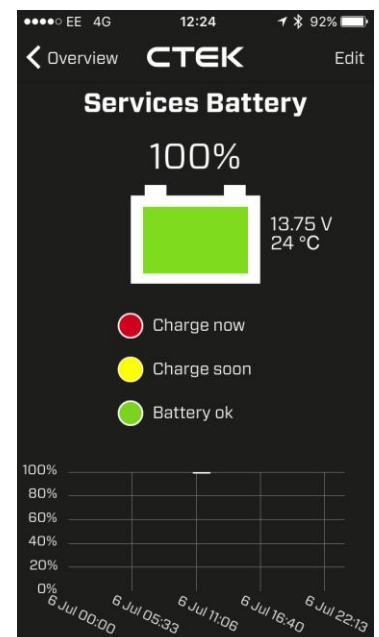 EE 4G 12:24 92%
Overview CTEK Edit
Services Battery
100%
13.75 V
24 °C
Charge now
Charge soon
Battery ok
100%
80%
60%
40%
20%
0%
6 Jul 00:00 6 Jul 05:33 6 Jul 11:06 6 Jul 16:40 6 Jul 22:13